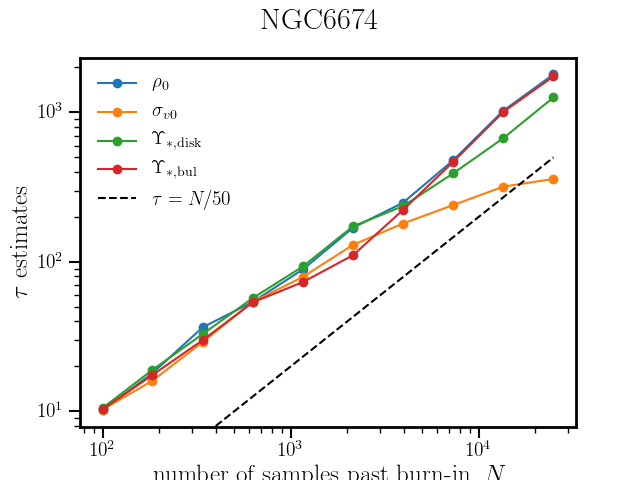 NGC6674
ρ₀
σᵥ₀
Υ∗,disk
Υ∗,bul
τ = N/50
τ estimates
10³
10²
10¹
10² 10³ 10⁴
number of samples past burn-in, N